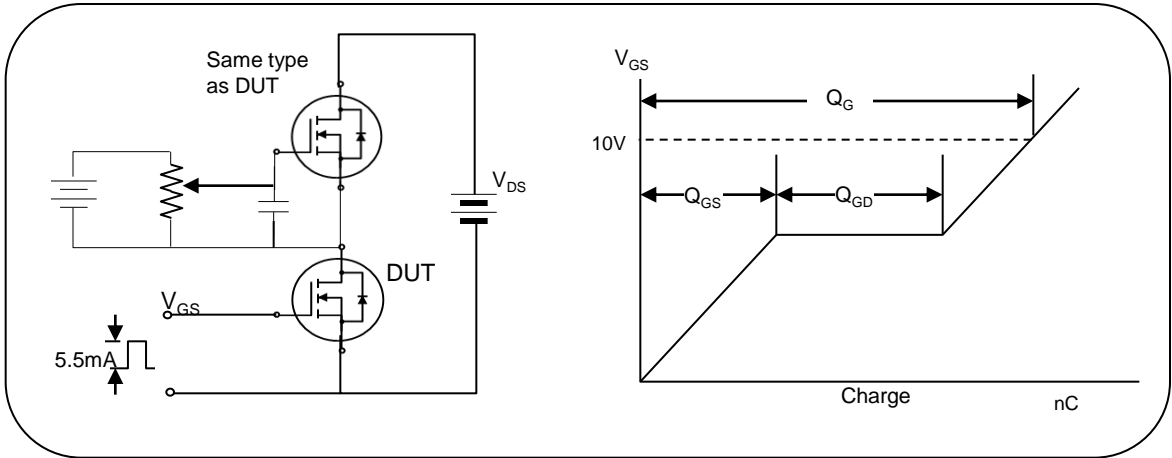 Same type
as DUT
V_DS
DUT
V_GS
5.5mA
V_GS
Q_G
10V
Q_GS
Q_GD
Charge
nC